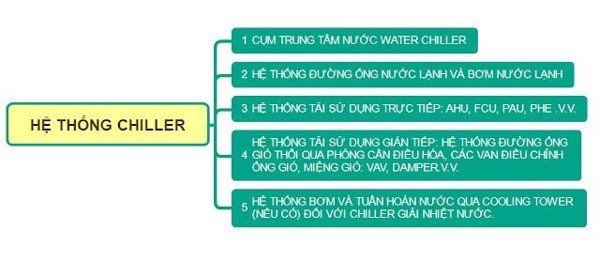 HỆ THỐNG CHILLER
1 CỤM TRUNG TÂM NƯỚC WATER CHILLER
2 HỆ THỐNG ĐƯỜNG ỐNG NƯỚC LẠNH VÀ BƠM NƯỚC LẠNH
3 HỆ THỐNG TẢI SỬ DỤNG TRỰC TIẾP: AHU, FCU, PAU, PHE .V.V.
HỆ THỐNG TẢI SỬ DỤNG GIÁN TIẾP: HỆ THỐNG ĐƯỜNG ỐNG
4 GIÓ THỔI QUA PHÒNG CẦN ĐIỀU HÒA, CÁC VAN ĐIỀU CHỈNH
ỐNG GIÓ, MIỆNG GIÓ: VAV, DAMPER.V.V.
5 HỆ THỐNG BƠM VÀ TUẦN HOÀN NƯỚC QUA COOLING TOWER
(NẾU CÓ) ĐỐI VỚI CHILLER GIẢI NHIỆT NƯỚC.